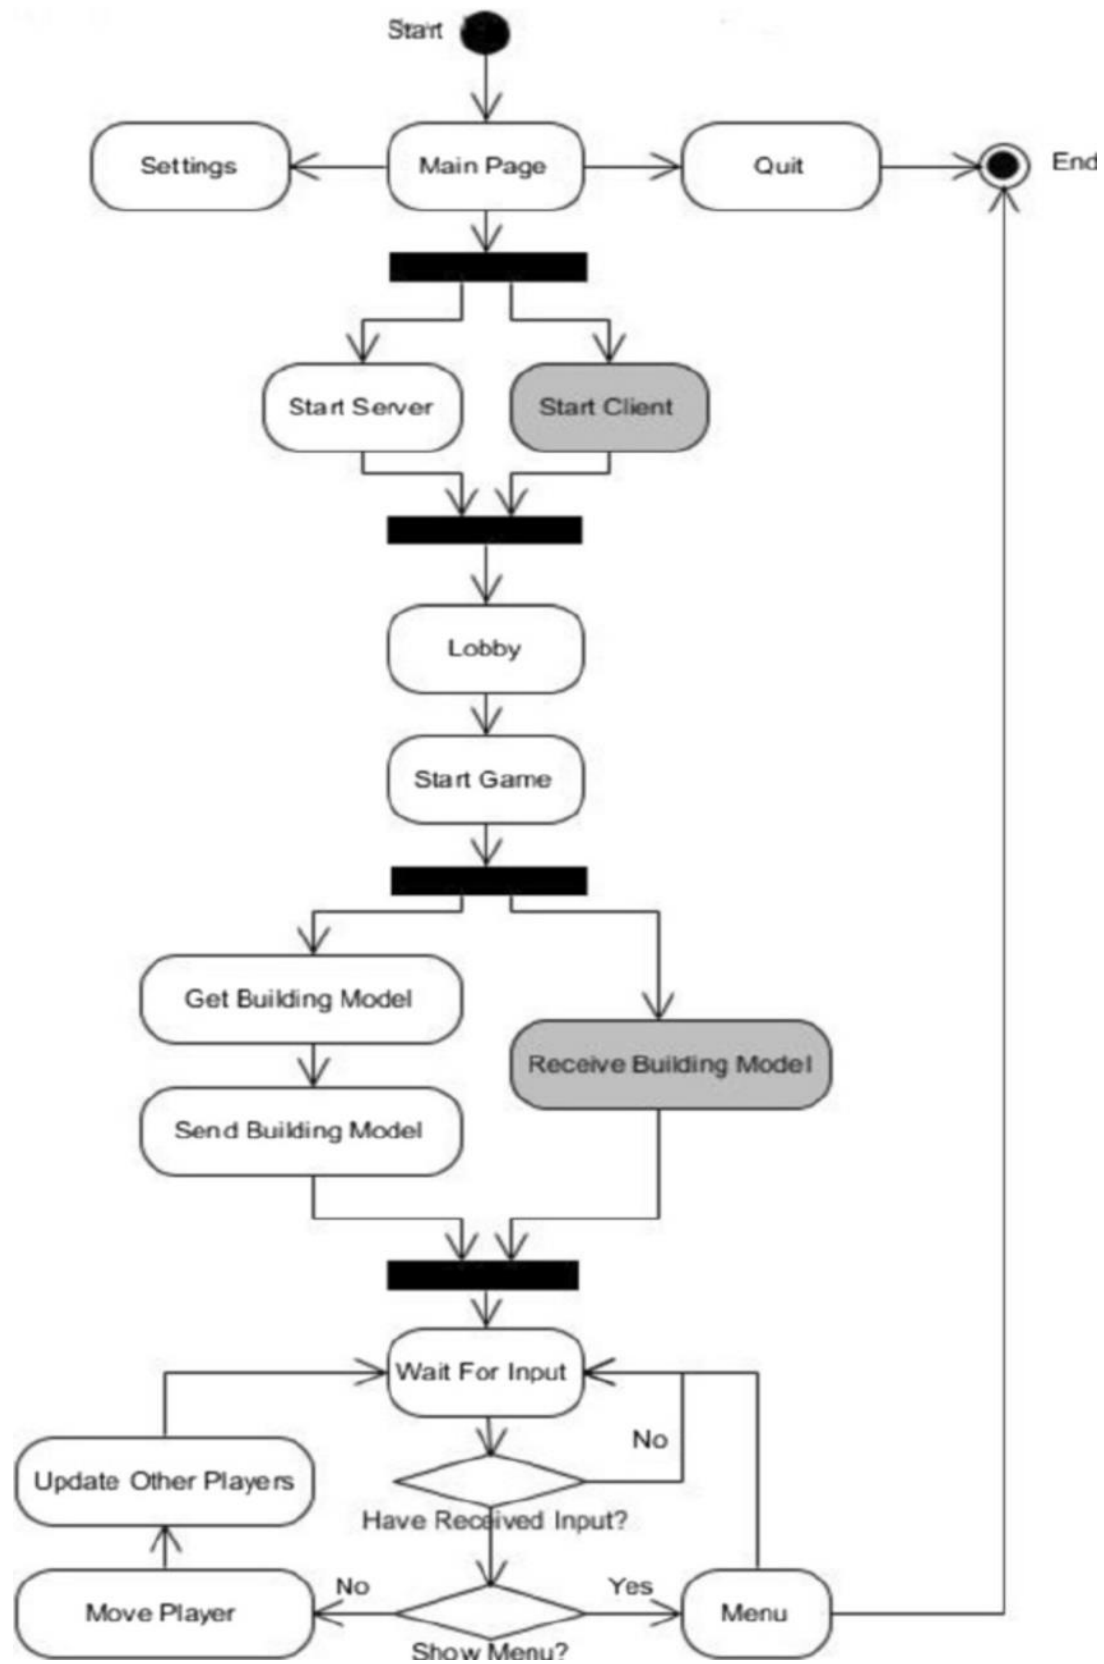 Start
Settings
Main Page
Quit
End
Start Server
Start Client
Lobby
Start Game
Get Building Model
Receive Building Model
Send Building Model
Wait For Input
No
Update Other Players
Have Received Input?
No
Yes
Move Player
Menu
Show Menu?